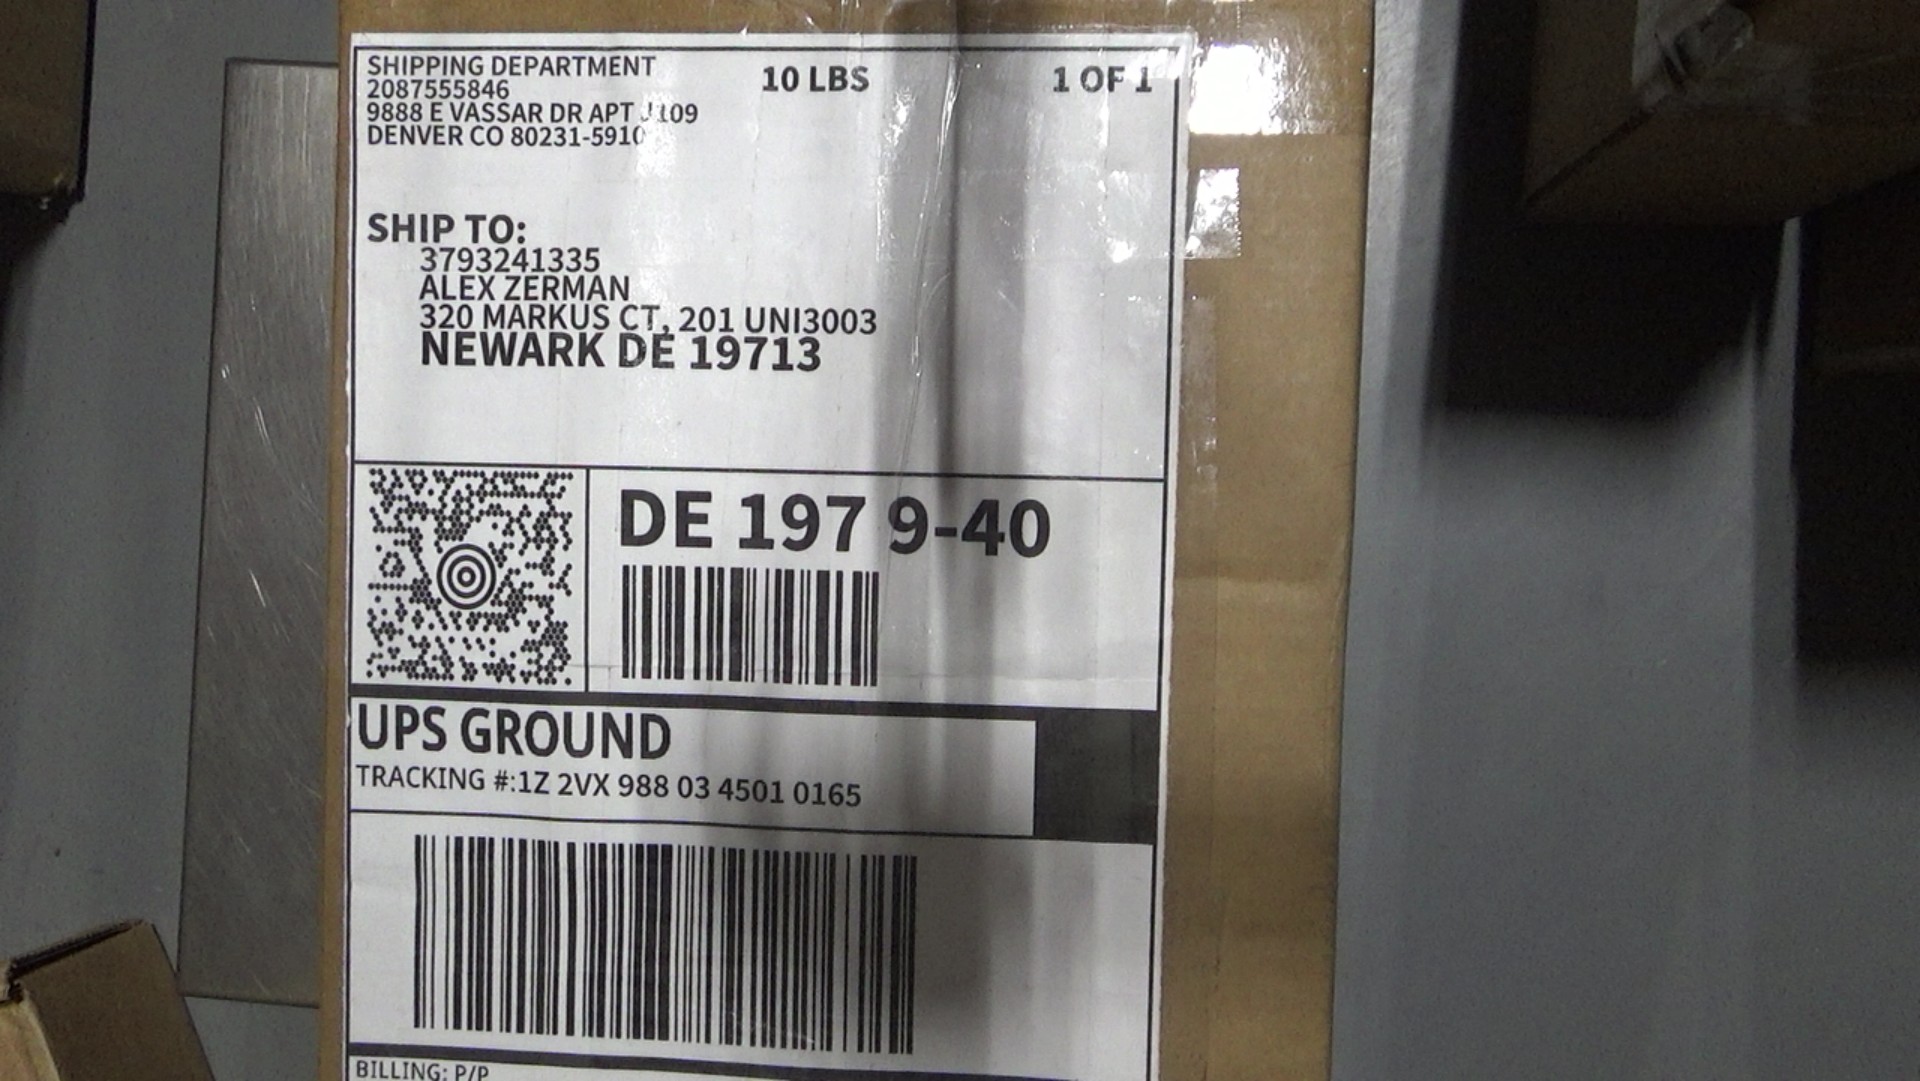 SHIPPING DEPARTMENT
2087555846
9888 E VASSAR DR APT J109
DENVER CO 80231-5910
10 LBS
1 OF 1
SHIP TO:
3793241335
ALEX ZERMAN
320 MARKUS CT, 201 UNI3003
NEWARK DE 19713
DE 197 9-40
UPS GROUND
TRACKING #:1Z 2VX 988 03 4501 0165
BILLING: P/P